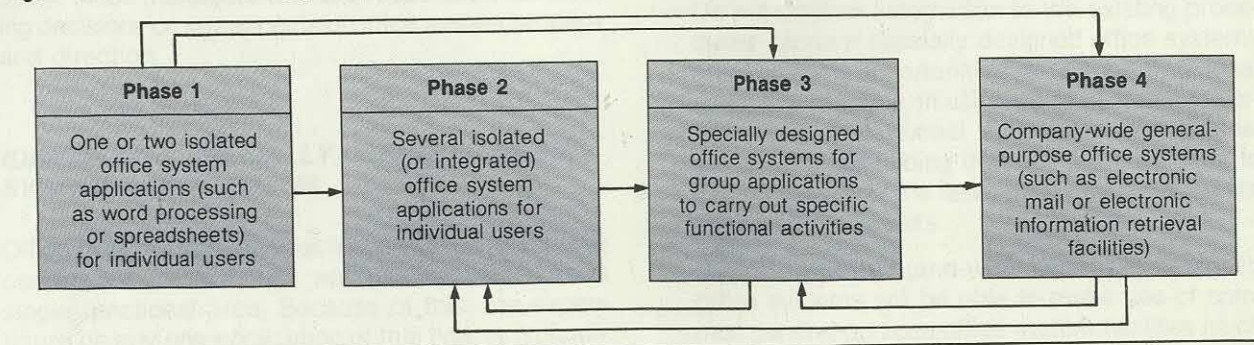 Phase 1
One or two isolated
office system
applications (such
as word processing
or spreadsheets)
for individual users
Phase 2
Several isolated
(or integrated)
office system
applications for
individual users
Phase 3
Specially designed
office systems for
group applications
to carry out specific
functional activities
Phase 4
Company-wide general-
purpose office systems
(such as electronic
mail or electronic
information retrieval
facilities)